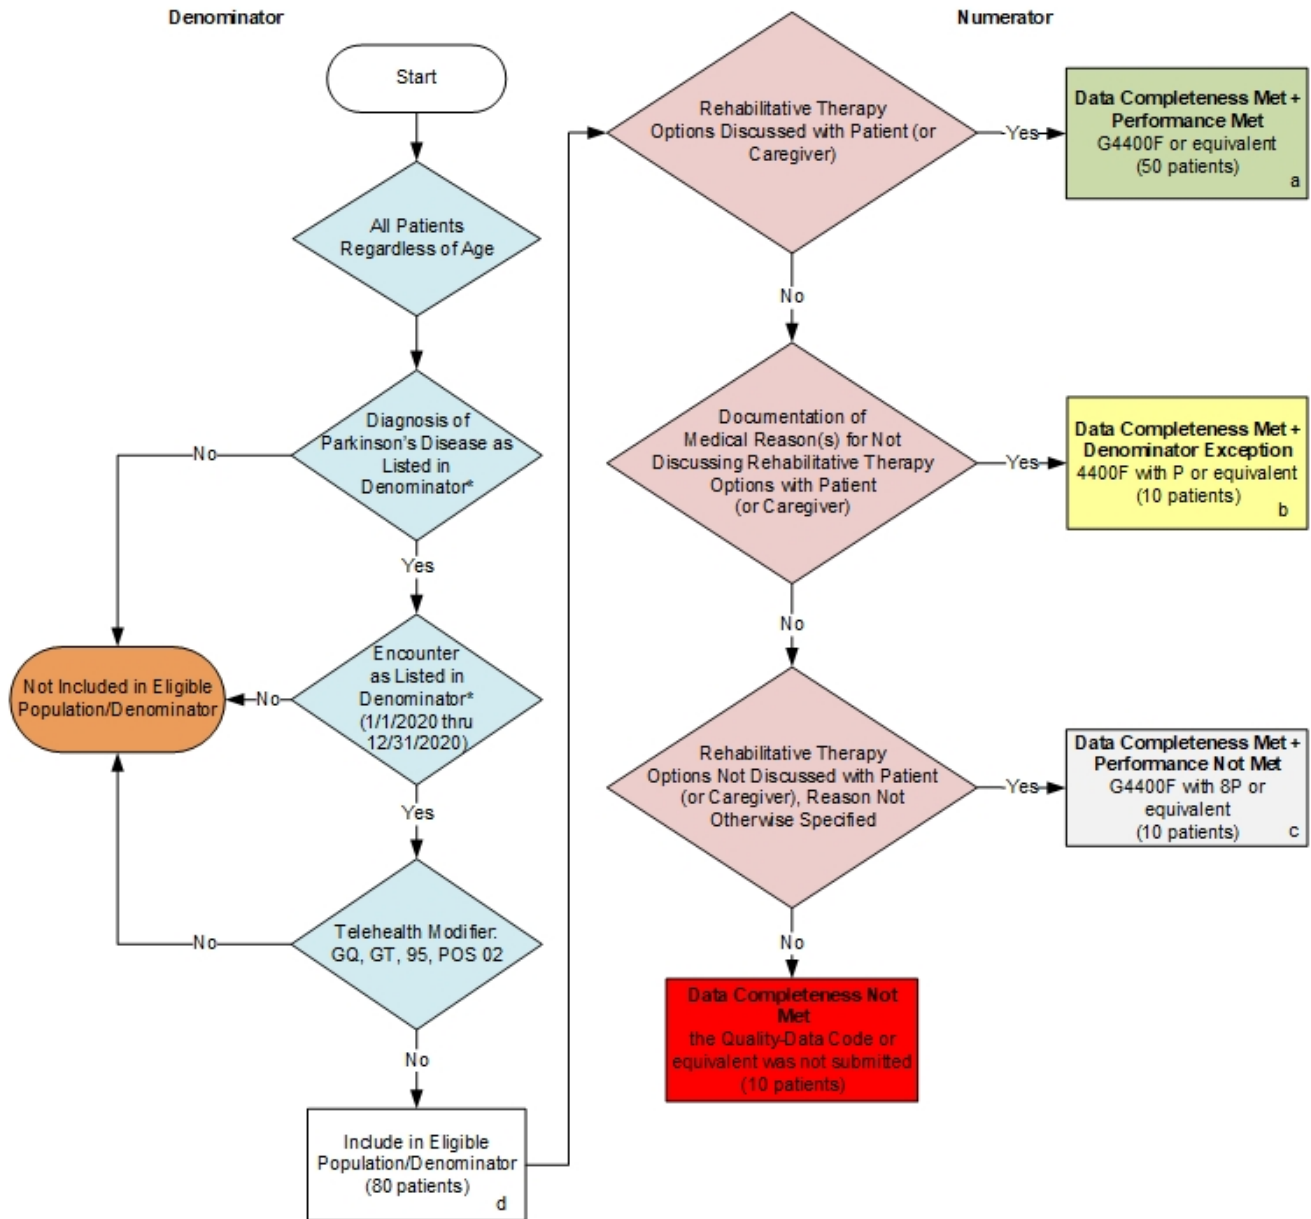 Denominator
Numerator
Start
All Patients
Regardless of Age
Diagnosis of
Parkinson's Disease as
Listed in
Denominator*
No
Yes
Encounter
as Listed in
Denominator*
(1/1/2020 thru
12/31/2020)
No
Not Included in Eligible
Population/Denominator
Yes
Telehealth Modifier:
GQ, GT, 95, POS 02
No
No
Include in Eligible
Population/Denominator
(80 patients)
d
Rehabilitative Therapy
Options Discussed with Patient (or
Caregiver)
Yes
Data Completeness Met +
Performance Met
G4400F or equivalent
(50 patients)
a
No
Documentation of
Medical Reason(s) for Not
Discussing Rehabilitative Therapy
Options with Patient
(or Caregiver)
Yes
Data Completeness Met +
Denominator Exception
4400F with P or equivalent
(10 patients)
b
No
Rehabilitative Therapy
Options Not Discussed with Patient
(or Caregiver), Reason Not
Otherwise Specified
Yes
Data Completeness Met +
Performance Not Met
G4400F with 8P or
equivalent
(10 patients)
c
No
Data Completeness Not
Met
the Quality-Data Code or
equivalent was not submitted
(10 patients)